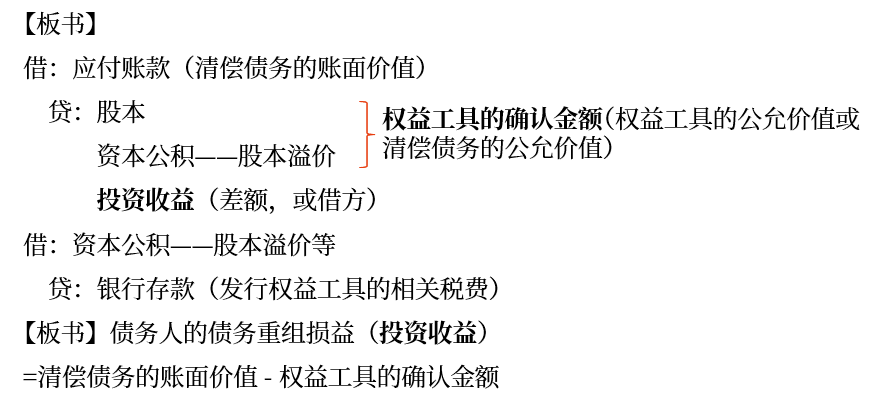 【板书】
借：应付账款（清偿债务的账面价值）
贷：股本
资本公积——股本溢价
权益工具的确认金额（权益工具的公允价值或
清偿债务的公允价值）
投资收益（差额，或借方）
借：资本公积——股本溢价等
贷：银行存款（发行权益工具的相关税费）
【板书】债务人的债务重组损益（投资收益）
=清偿债务的账面价值 - 权益工具的确认金额